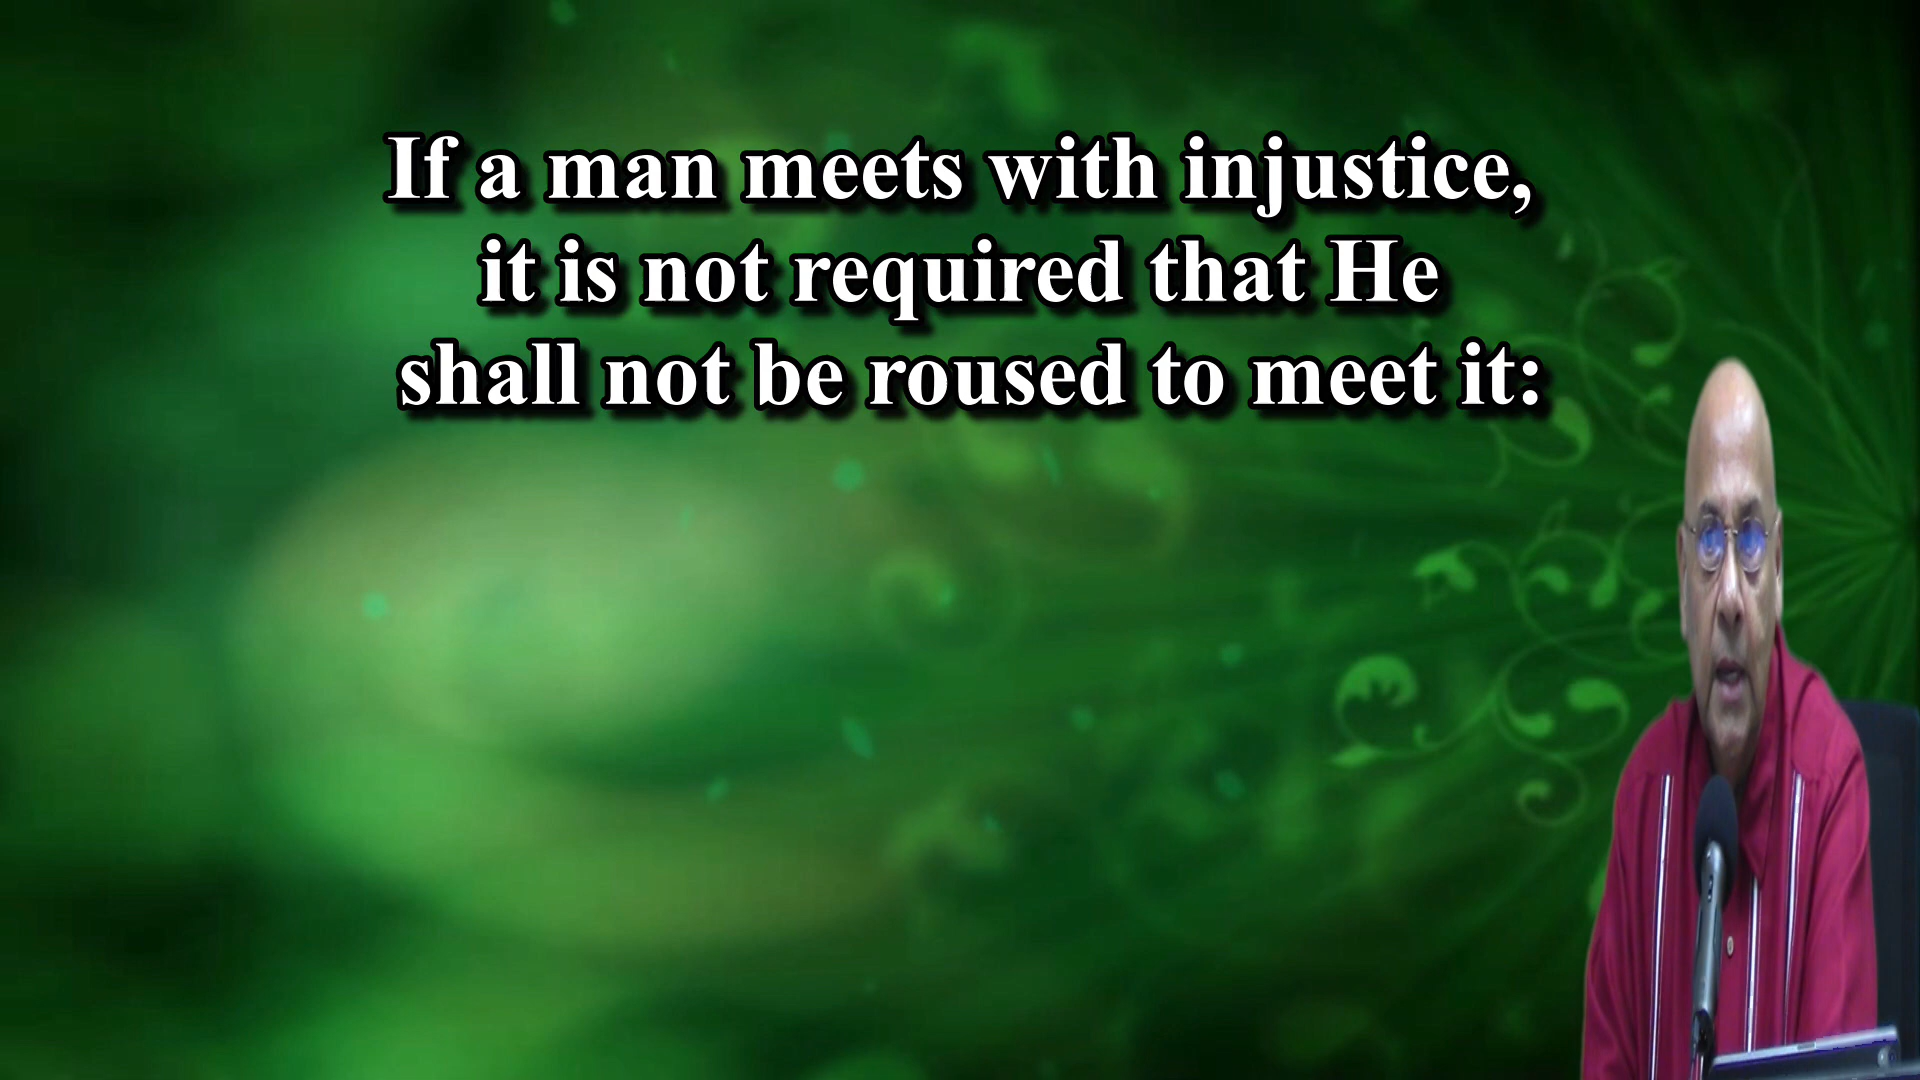 If a man meets with injustice,
it is not required that He
shall not be roused to meet it: